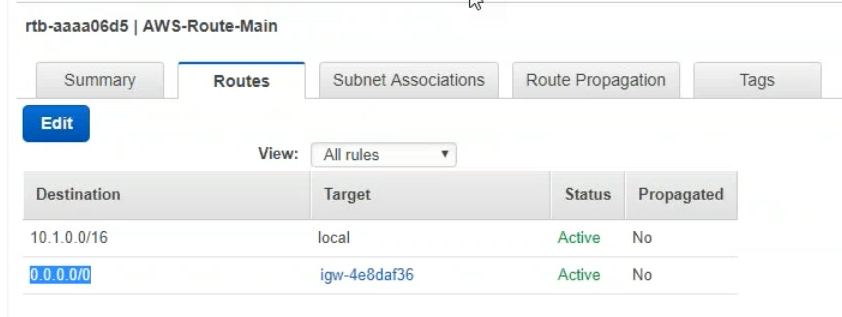 rtb-aaaa06d5 | AWS-Route-Main
Summary Routes Subnet Associations Route Propagation Tags
Edit
View: All rules
Destination Target Status Propagated
10.1.0.0/16 local Active No
0.0.0.0/0 igw-4e8daf36 Active No